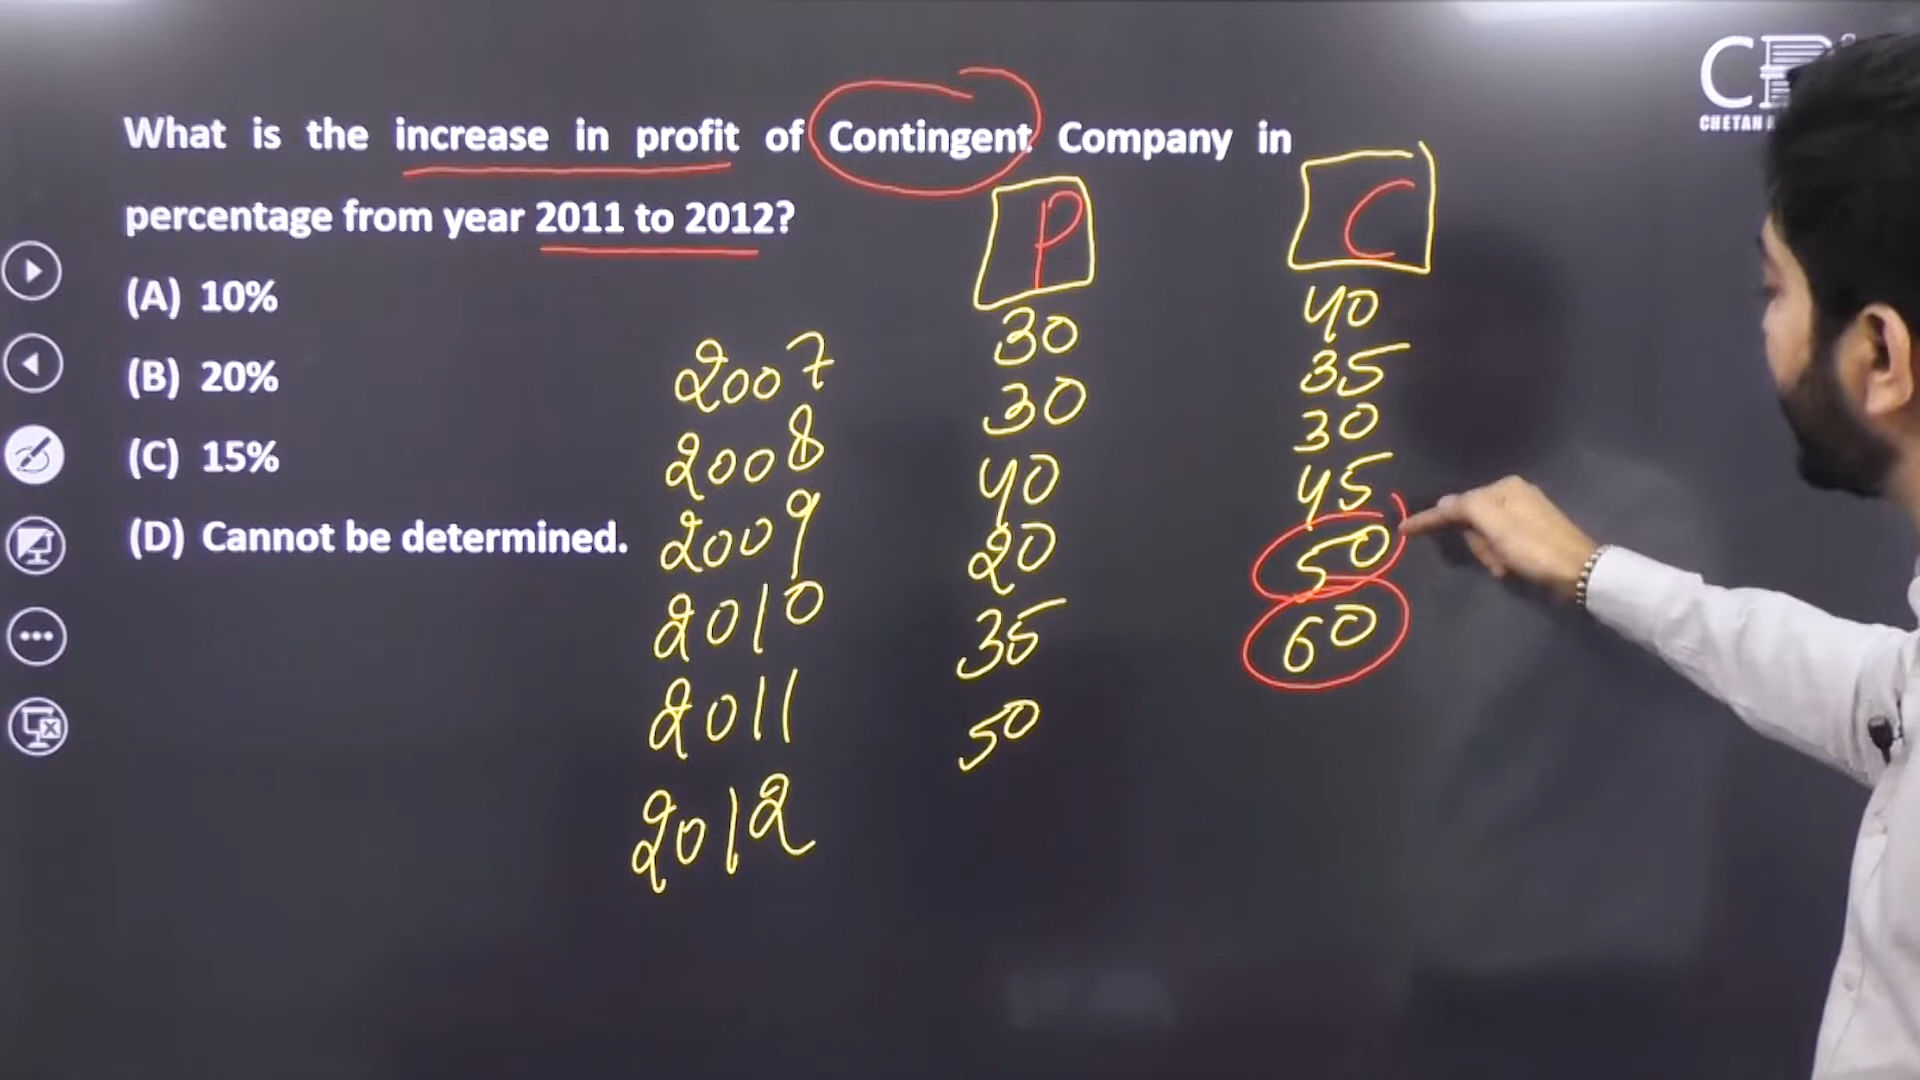 What is the increase in profit of Contingent Company in
percentage from year 2011 to 2012?
(A) 10%
(B) 20%
(C) 15%
(D) Cannot be determined.
P C
2007 30 40
2008 30 35
2009 40 30
2010 20 45
2011 35 50
2012 50 60
CHETAN